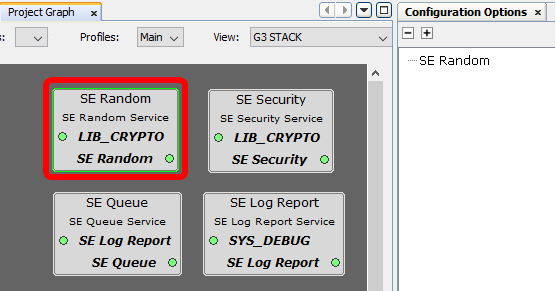 Project Graph
Configuration Options
s:
Profiles:
Main
View:
G3 STACK
SE Random
SE Random
SE Random Service
LIB_CRYPTO
SE Random
SE Security
SE Security Service
LIB_CRYPTO
SE Security
SE Queue
SE Queue Service
SE Log Report
SE Queue
SE Log Report
SE Log Report Service
SYS_DEBUG
SE Log Report